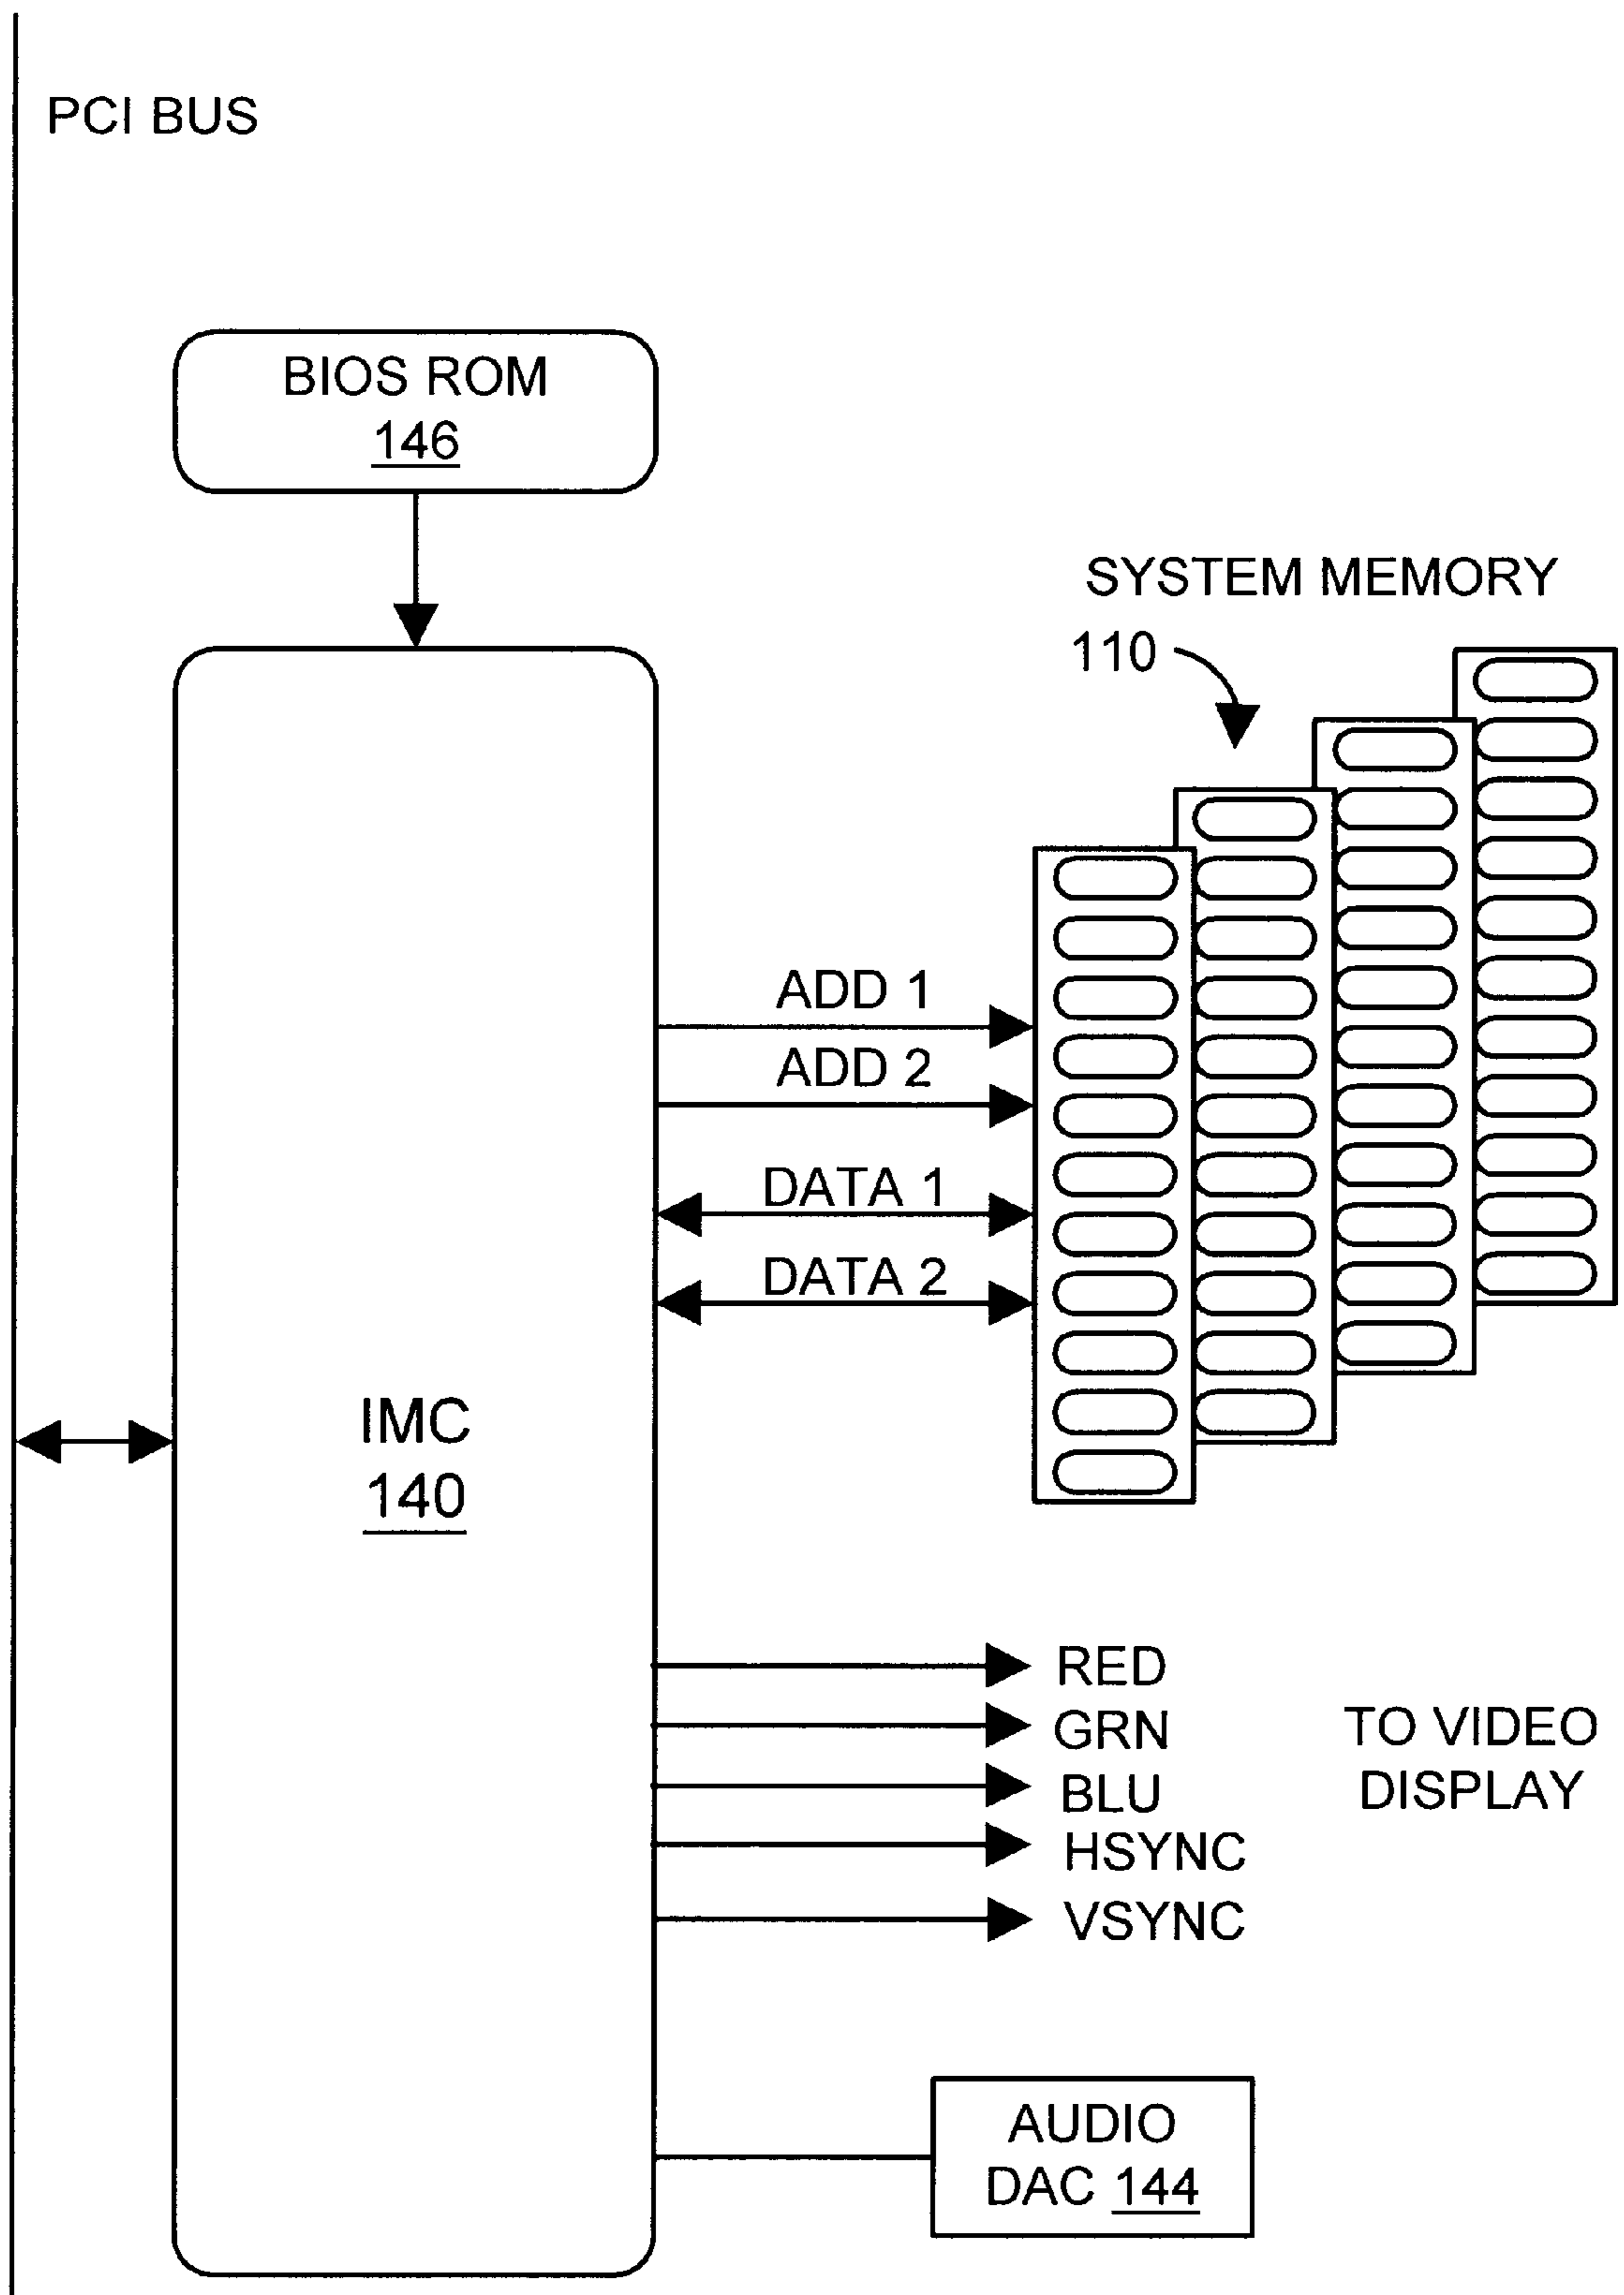 PCI BUS
BIOS ROM
146
SYSTEM MEMORY
110
ADD 1
ADD 2
DATA 1
DATA 2
IMC
140
RED
GRN
BLU
HSYNC
VSYNC
TO VIDEO
DISPLAY
AUDIO
DAC 144